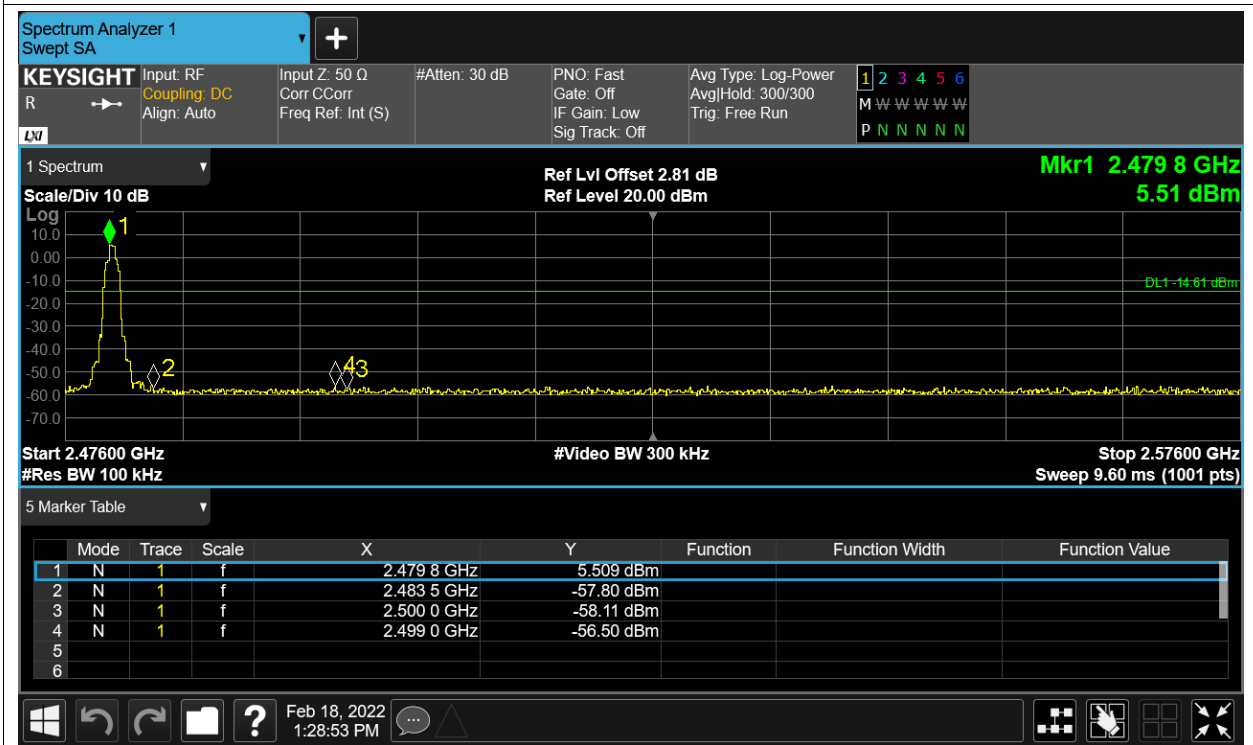 Spectrum Analyzer 1
Swept SA
KEYSIGHT Input: RF Input Z: 50 Ω #Atten: 30 dB PNO: Fast Avg Type: Log-Power 1 2 3 4 5 6
R Coupling: DC Corr CCorr Gate: Off Avg|Hold: 300/300 M W W W W W
Align: Auto Freq Ref: Int (S) IF Gain: Low Trig: Free Run
LXI Sig Track: Off P N N N N N
1 Spectrum Ref Lvl Offset 2.81 dB Mkr1 2.479 8 GHz
Scale/Div 10 dB Ref Level 20.00 dBm 5.51 dBm
Log
1
10.0
0.00
-10.0
DL1 -14.61 dBm
-20.0
-30.0
-40.0
-50.0 2 43
-60.0
-70.0
Start 2.47600 GHz #Video BW 300 kHz Stop 2.57600 GHz
#Res BW 100 kHz Sweep 9.60 ms (1001 pts)
5 Marker Table
Mode Trace Scale X Y Function Function Width Function Value
1 N 1 f 2.479 8 GHz 5.509 dBm
2 N 1 f 2.483 5 GHz -57.80 dBm
3 N 1 f 2.500 0 GHz -58.11 dBm
4 N 1 f 2.499 0 GHz -56.50 dBm
5
6
? Feb 18, 2022
1:28:53 PM